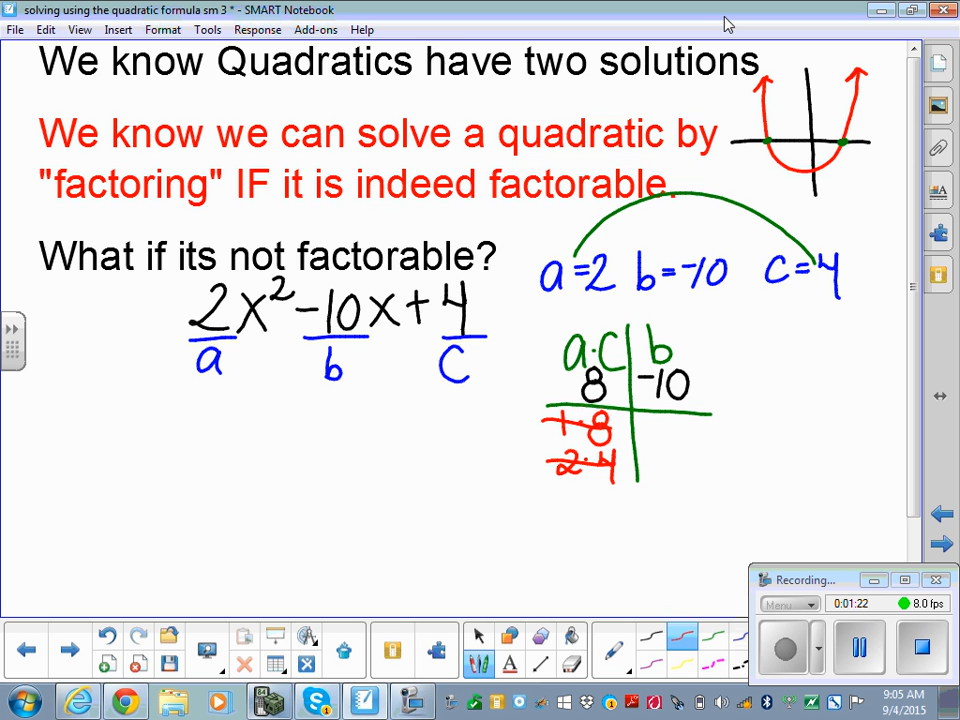 solving using the quadratic formula sm 3 * - SMART Notebook
File Edit View Insert Format Tools Response Add-ons Help
We know Quadratics have two solutions
We know we can solve a quadratic by
"factoring" IF it is indeed factorable.
What if its not factorable?
a=2 b=-10 c=4
2x² -10x+4
a b c
a·c b
8 -10
1·8
2·4
Recording...
Menu 0:01:22 8.0 fps
A
9:05 AM
9/4/2015